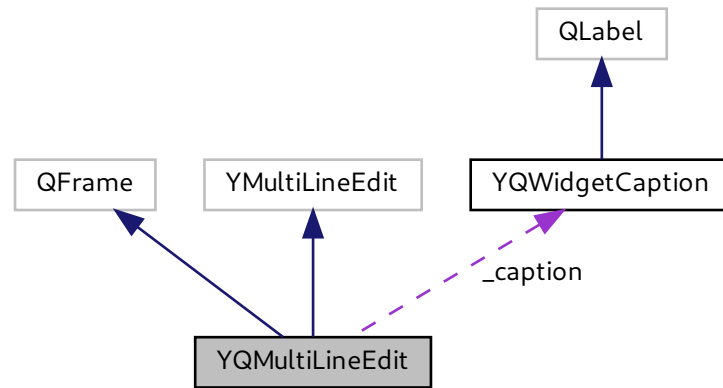 QLabel
QFrame
YMultiLineEdit
YQWidgetCaption
_caption
YQMultiLineEdit